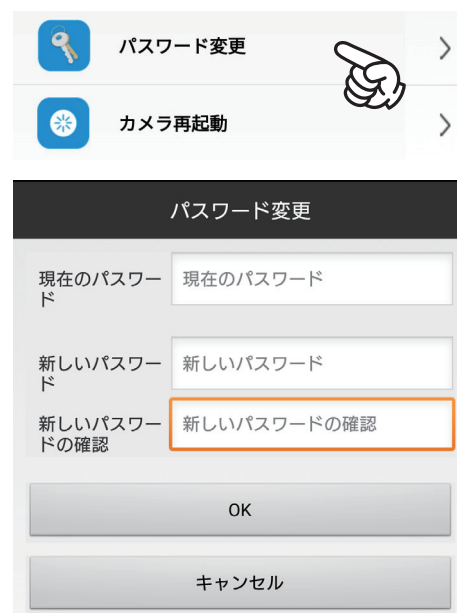 パスワード変更
カメラ再起動
パスワード変更
現在のパスワー
ド
現在のパスワード
新しいパスワー
ド
新しいパスワード
新しいパスワー
ドの確認
新しいパスワードの確認
OK
キャンセル